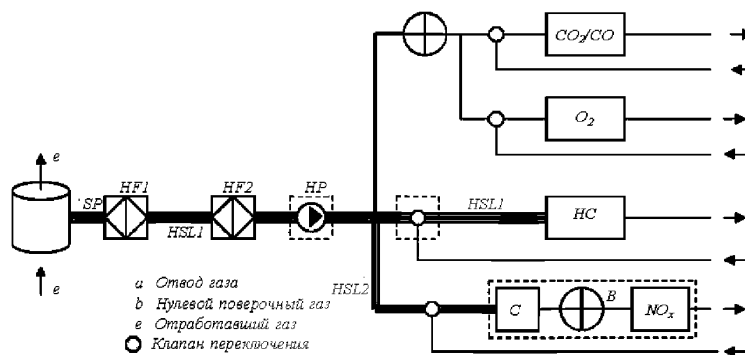 CO₂/CO
O₂
e
SP
HF1
HF2
HP
HSL1
HSL1
HC
HSL2
e
a Отвод газа
b Нулевой поверочный газ
e Отработавший газ
Клапан переключения
C
B
NOₓ